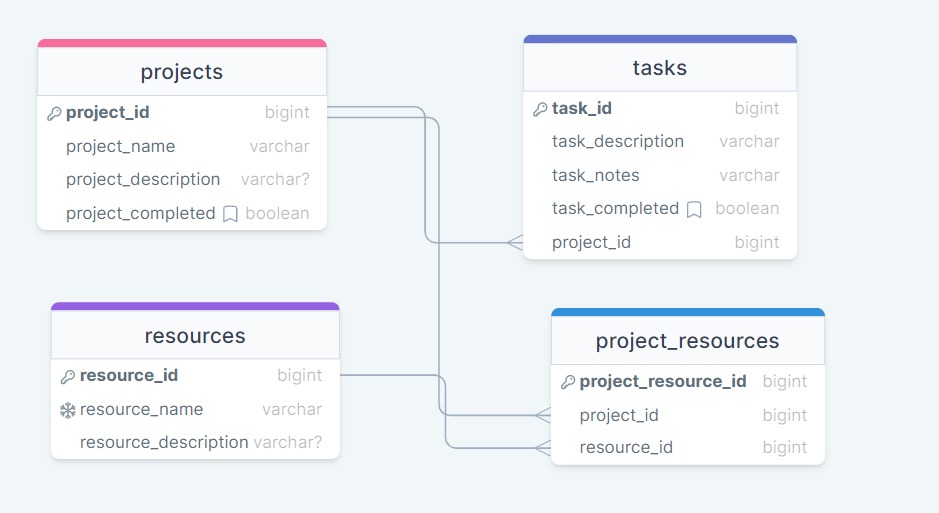 projects
project_id bigint
project_name varchar
project_description varchar?
project_completed boolean
tasks
task_id bigint
task_description varchar
task_notes varchar
task_completed boolean
project_id bigint
resources
resource_id bigint
resource_name varchar
resource_description varchar?
project_resources
project_resource_id bigint
project_id bigint
resource_id bigint